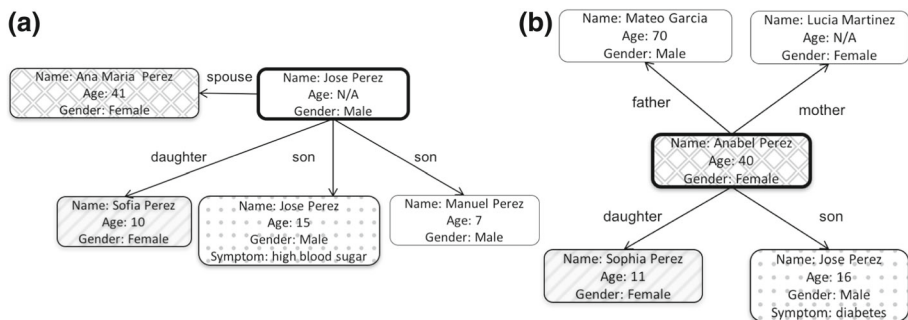 (a)
Name: Ana Maria Perez
Age: 41
Gender: Female
spouse
Name: Jose Perez
Age: N/A
Gender: Male
daughter
son
son
Name: Sofia Perez
Age: 10
Gender: Female
Name: Jose Perez
Age: 15
Gender: Male
Symptom: high blood sugar
Name: Manuel Perez
Age: 7
Gender: Male
(b)
Name: Mateo Garcia
Age: 70
Gender: Male
Name: Lucia Martinez
Age: N/A
Gender: Female
father
mother
Name: Anabel Perez
Age: 40
Gender: Female
daughter
son
Name: Sophia Perez
Age: 11
Gender: Female
Name: Jose Perez
Age: 16
Gender: Male
Symptom: diabetes